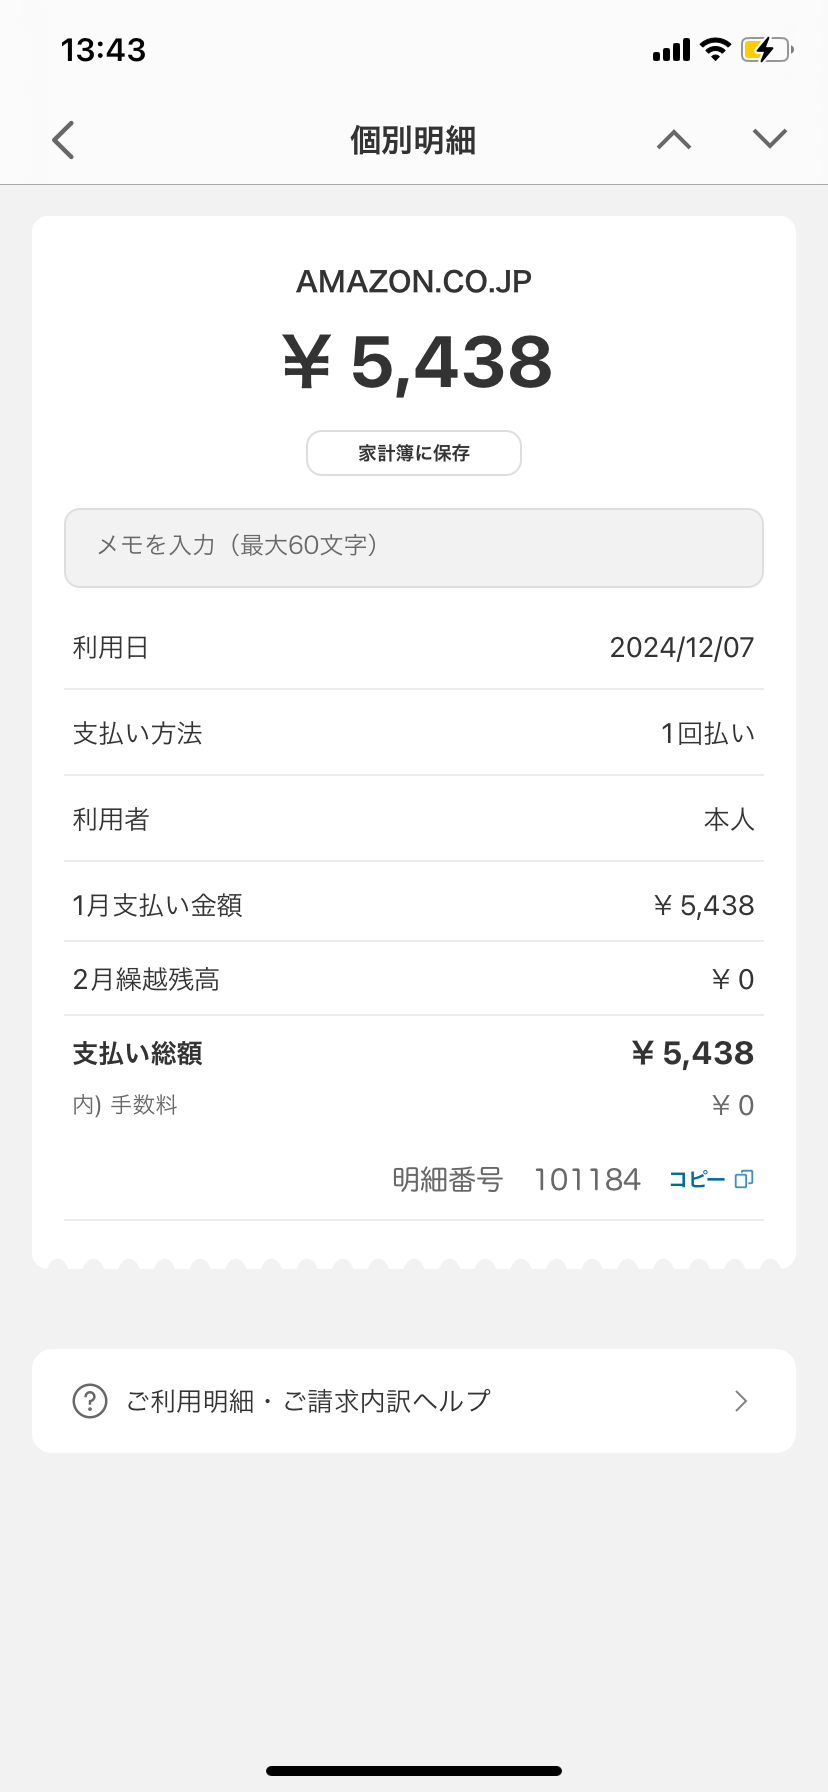 13:43
個別明細
AMAZON.CO.JP
¥ 5,438
家計簿に保存
メモを入力（最大60文字）
利用日 2024/12/07
支払い方法 1回払い
利用者 本人
1月支払い金額 ¥ 5,438
2月繰越残高 ¥ 0
支払い総額 ¥ 5,438
内) 手数料 ¥ 0
明細番号 101184 コピー
ご利用明細・ご請求内訳ヘルプ